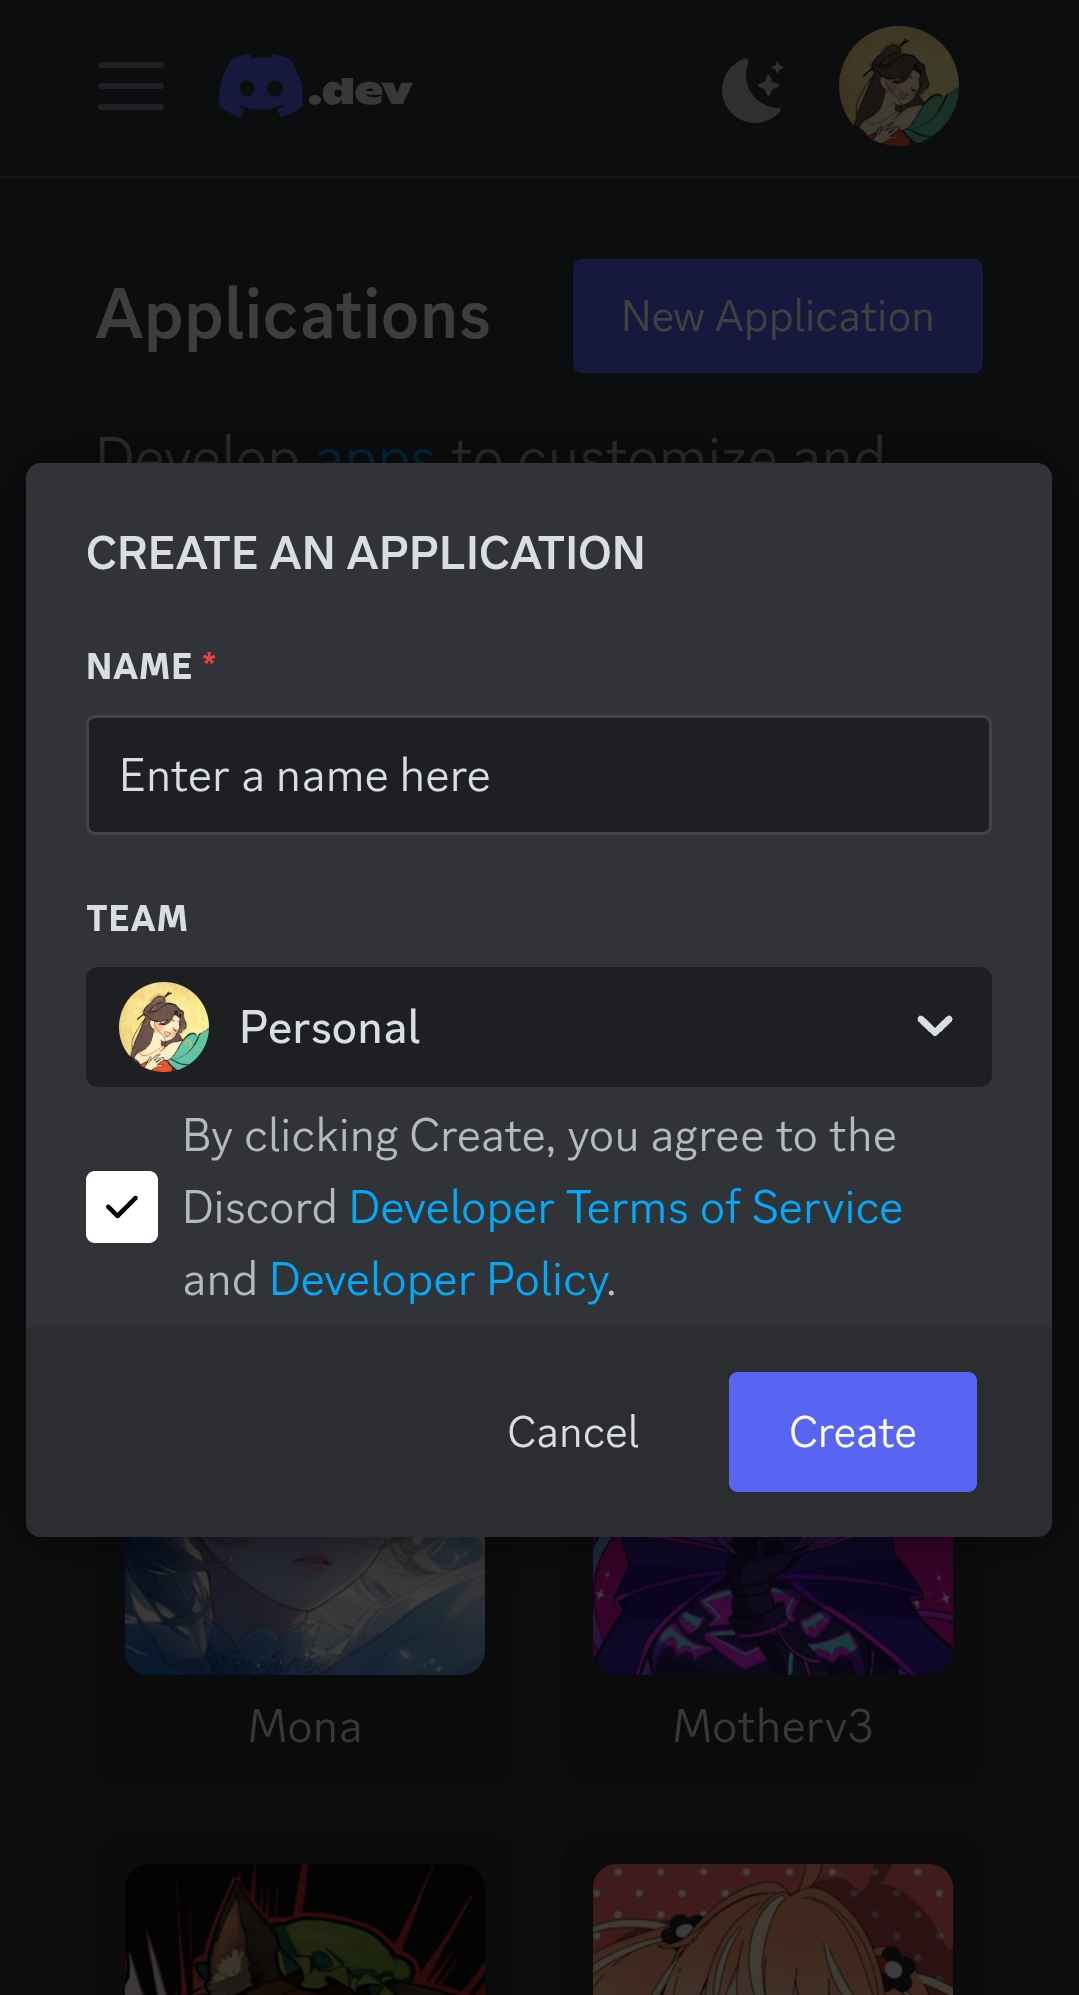 .dev
Applications
New Application
Develop apps to customize and
CREATE AN APPLICATION
NAME *
Enter a name here
TEAM
Personal
By clicking Create, you agree to the
Discord Developer Terms of Service
and Developer Policy.
Cancel
Create
Mona
Motherv3